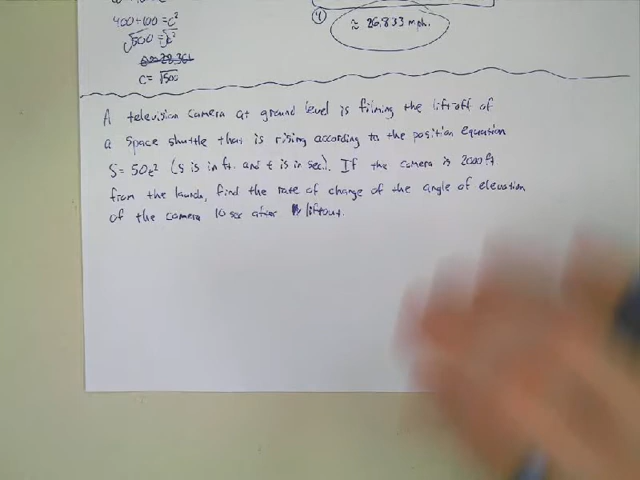 400+100=c²
√500 = √c²
c=√500
④
≈ 26.833 mph.
A television camera at ground level is filming the liftoff of
a space shuttle that is rising according to the position equation
S=50t² (S is in ft. and t is in sec.). If the camera is 2000 ft
from the launch, find the rate of change of the angle of elevation
of the camera 10 sec after liftout.